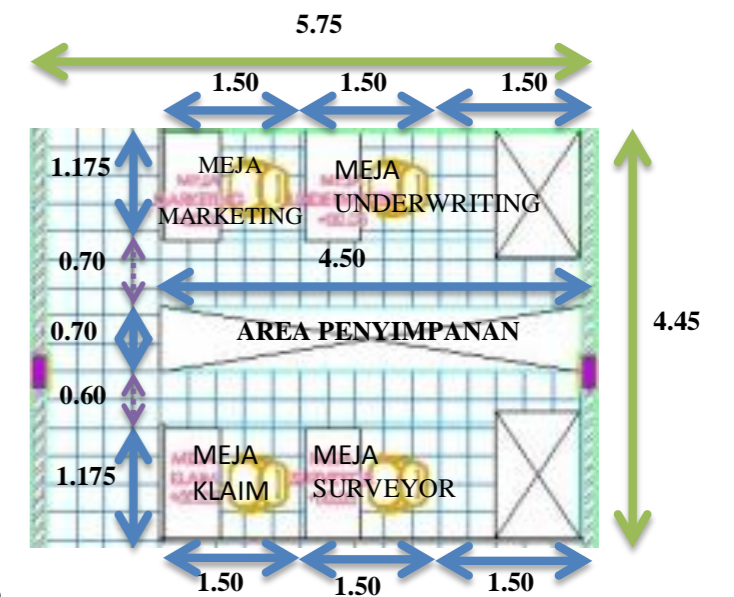 5.75
1.50 1.50 1.50
1.175
MEJA
MARKETING
MEJA
UNDERWRITING
0.70
4.50
0.70
AREA PENYIMPANAN
4.45
0.60
1.175
MEJA
KLAIM
MEJA
SURVEYOR
1.50 1.50 1.50